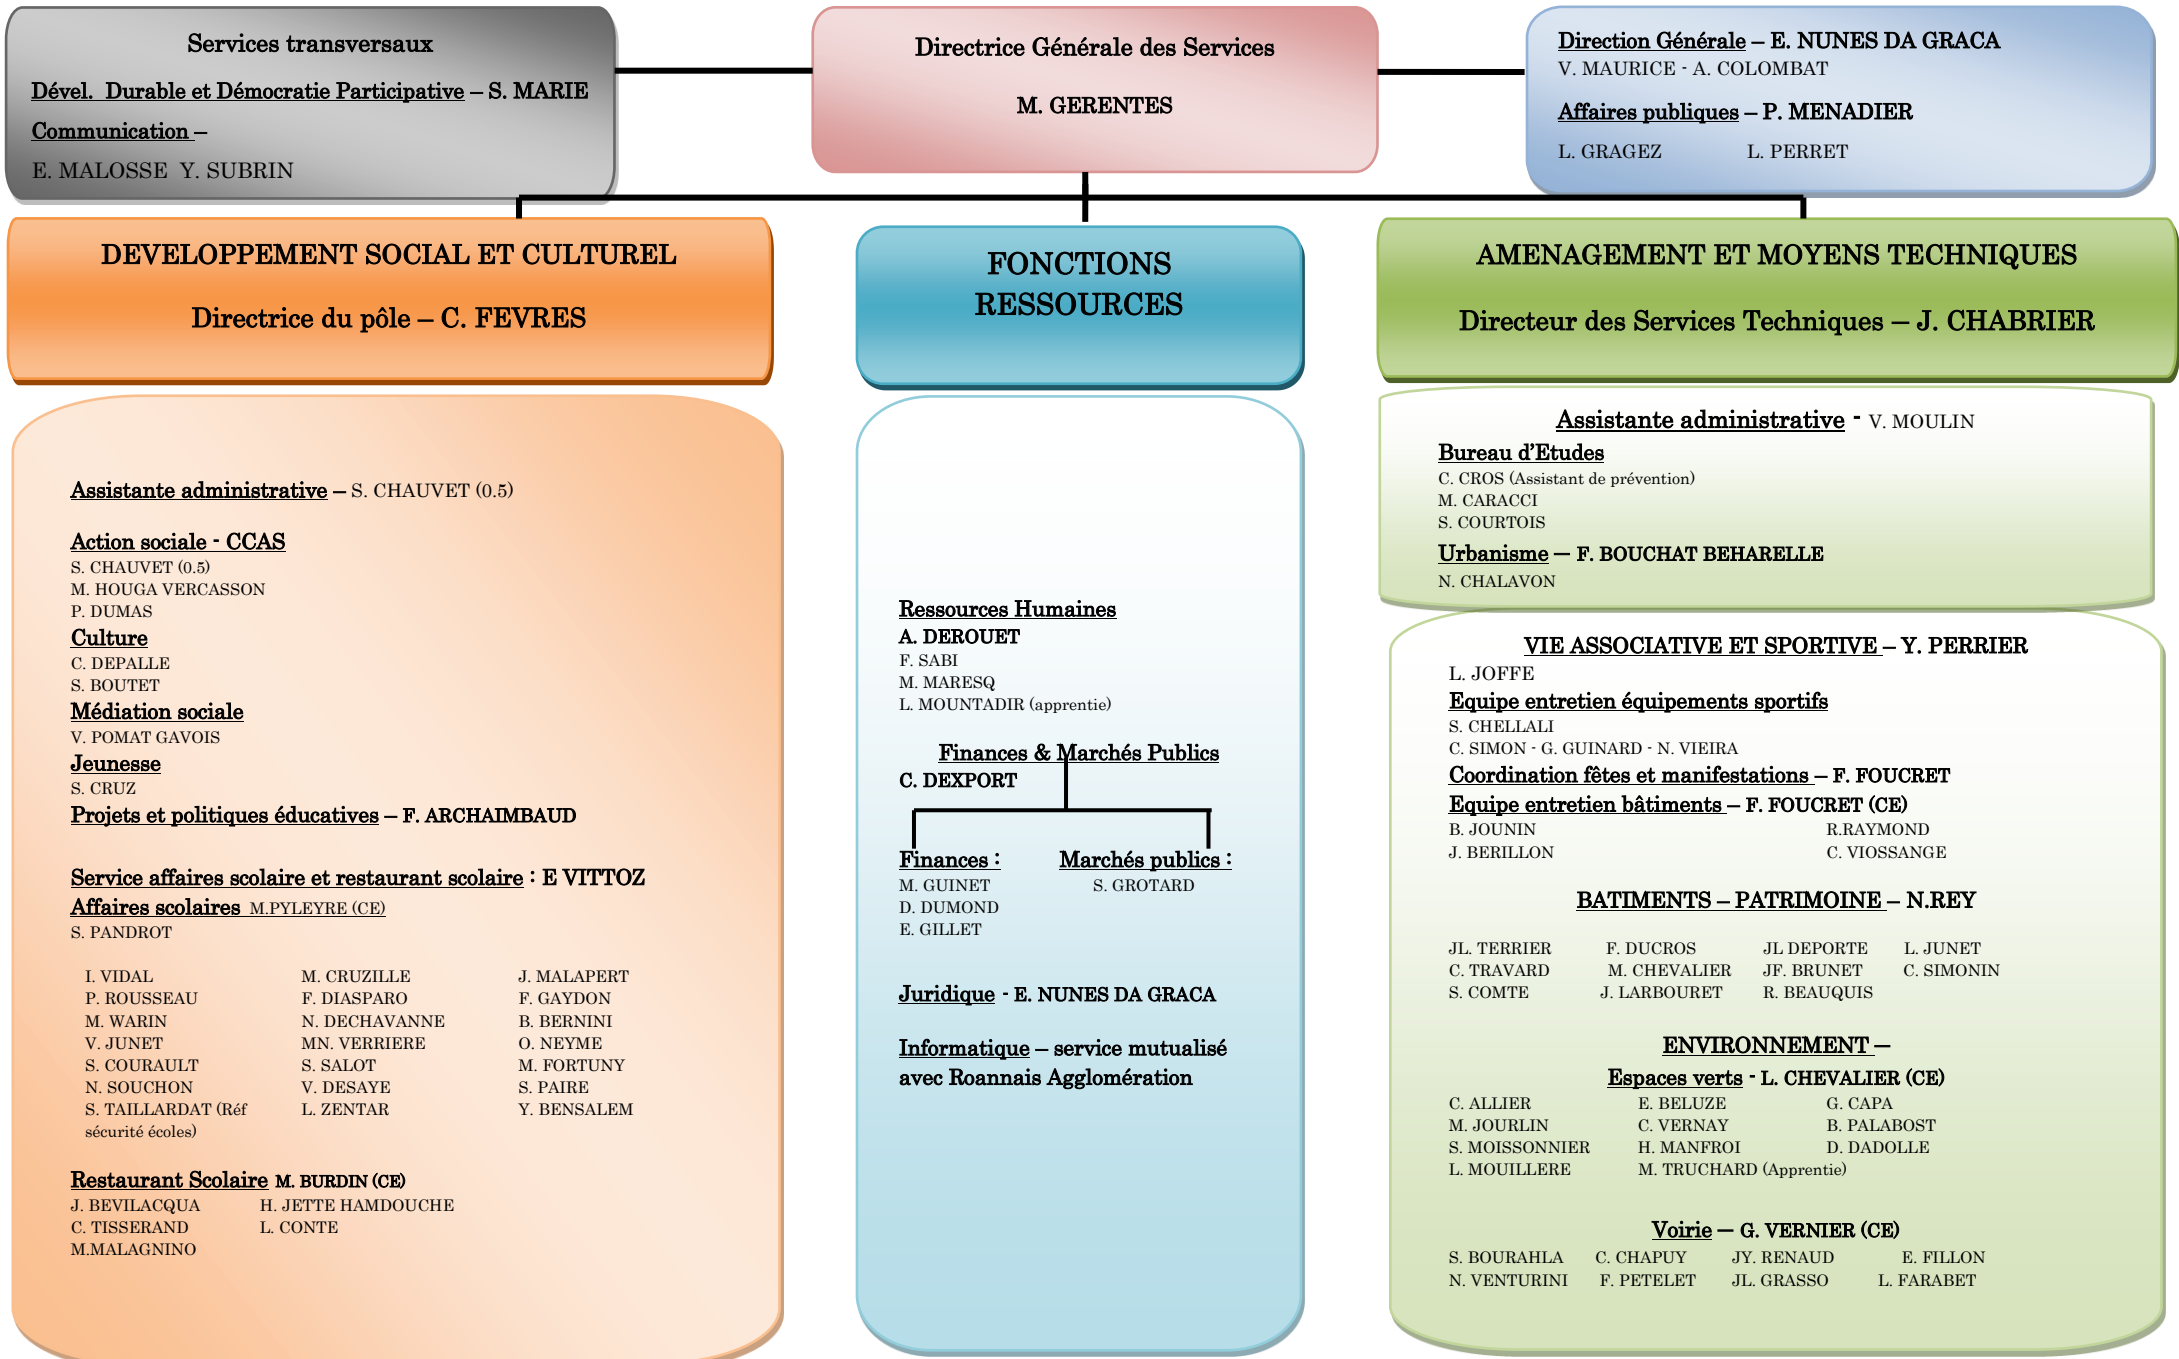 Services transversaux
Dével.  Durable et Démocratie Participative – S. MARIE
Communication –
E. MALOSSE  Y. SUBRIN
Directrice Générale des Services
M. GERENTES
Direction Générale – E. NUNES DA GRACA
V. MAURICE - A. COLOMBAT
Affaires publiques – P. MENADIER
L. GRAGEZ L. PERRET
DEVELOPPEMENT SOCIAL ET CULTUREL
Directrice du pôle – C. FEVRES
Assistante administrative – S. CHAUVET (0.5)
Action sociale - CCAS
S. CHAUVET (0.5)
M. HOUGA VERCASSON
P. DUMAS
Culture
C. DEPALLE
S. BOUTET
Médiation sociale
V. POMAT GAVOIS
Jeunesse
S. CRUZ
Projets et politiques éducatives – F. ARCHAIMBAUD
Service affaires scolaire et restaurant scolaire : E VITTOZ
Affaires scolaires M.PYLEYRE (CE)
S. PANDROT
I. VIDAL M. CRUZILLE J. MALAPERT
P. ROUSSEAU F. DIASPARO F. GAYDON
M. WARIN N. DECHAVANNE B. BERNINI
V. JUNET MN. VERRIERE O. NEYME
S. COURAULT S. SALOT M. FORTUNY
N. SOUCHON V. DESAYE S. PAIRE
S. TAILLARDAT (Réf L. ZENTAR Y. BENSALEM
sécurité écoles)
Restaurant Scolaire M. BURDIN (CE)
J. BEVILACQUA H. JETTE HAMDOUCHE
C. TISSERAND L. CONTE
M.MALAGNINO
FONCTIONS
RESSOURCES
Ressources Humaines
A. DEROUET
F. SABI
M. MARESQ
L. MOUNTADIR (apprentie)
Finances & Marchés Publics
C. DEXPORT
Finances : Marchés publics :
M. GUINET S. GROTARD
D. DUMOND
E. GILLET
Juridique - E. NUNES DA GRACA
Informatique – service mutualisé
avec Roannais Agglomération
AMENAGEMENT ET MOYENS TECHNIQUES
Directeur des Services Techniques – J. CHABRIER
Assistante administrative - V. MOULIN
Bureau d’Etudes
C. CROS (Assistant de prévention)
M. CARACCI
S. COURTOIS
Urbanisme – F. BOUCHAT BEHARELLE
N. CHALAVON
VIE ASSOCIATIVE ET SPORTIVE – Y. PERRIER
L. JOFFE
Equipe entretien équipements sportifs
S. CHELLALI
C. SIMON - G. GUINARD - N. VIEIRA
Coordination fêtes et manifestations – F. FOUCRET
Equipe entretien bâtiments – F. FOUCRET (CE)
B. JOUNIN R.RAYMOND
J. BERILLON C. VIOSSANGE
BATIMENTS – PATRIMOINE – N.REY
JL. TERRIER F. DUCROS JL DEPORTE L. JUNET
C. TRAVARD M. CHEVALIER JF. BRUNET C. SIMONIN
S. COMTE J. LARBOURET R. BEAUQUIS
ENVIRONNEMENT –
Espaces verts - L. CHEVALIER (CE)
C. ALLIER E. BELUZE G. CAPA
M. JOURLIN C. VERNAY B. PALABOST
S. MOISSONNIER H. MANFROI D. DADOLLE
L. MOUILLERE M. TRUCHARD (Apprentie)
Voirie – G. VERNIER (CE)
S. BOURAHLA C. CHAPUY JY. RENAUD E. FILLON
N. VENTURINI F. PETELET JL. GRASSO L. FARABET